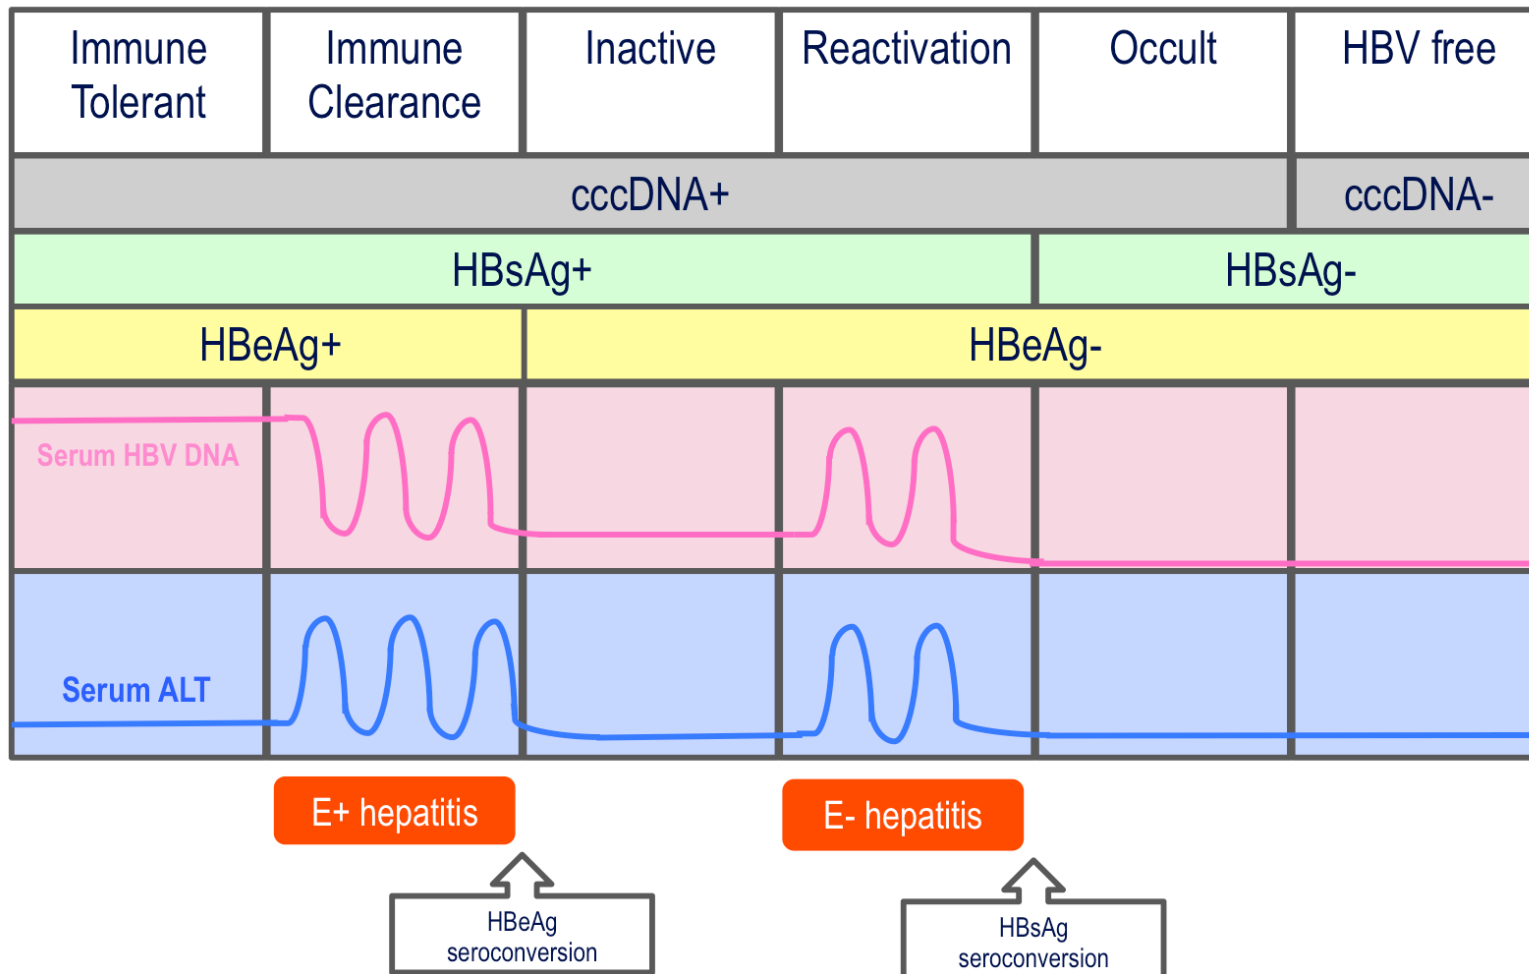 Immune
Tolerant
Immune
Clearance
Inactive
Reactivation
Occult
HBV free
cccDNA+
cccDNA-
HBsAg+
HBsAg-
HBeAg+
HBeAg-
Serum HBV DNA
Serum ALT
E+ hepatitis
E- hepatitis
HBeAg
seroconversion
HBsAg
seroconversion